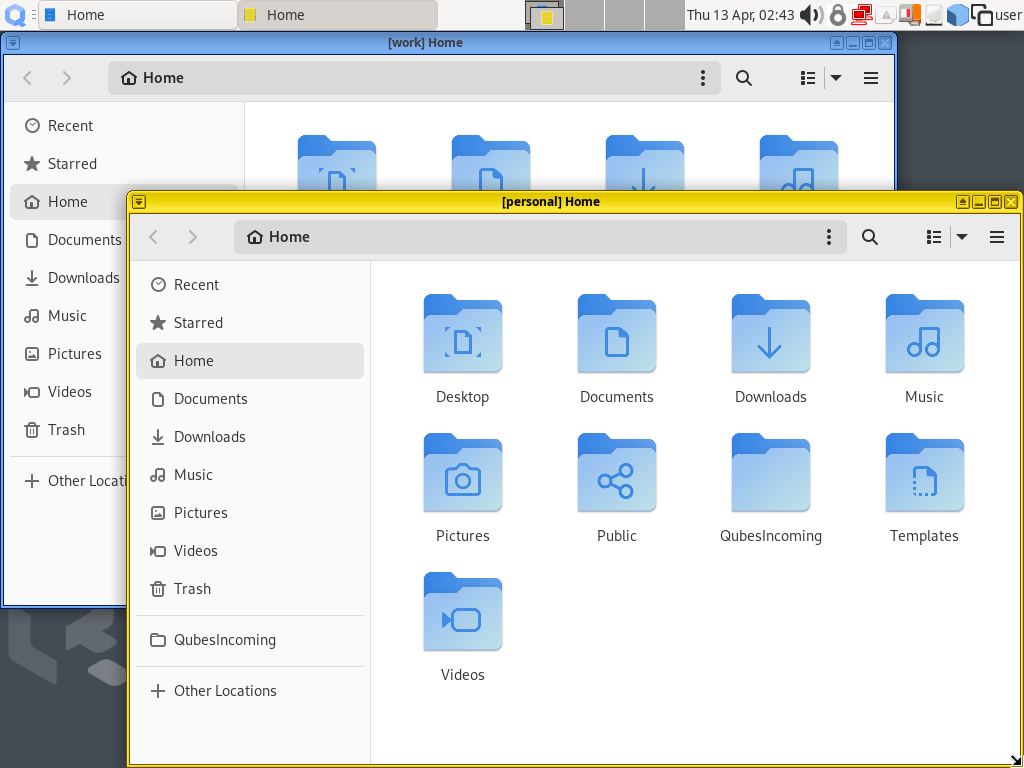 Home
Home
Thu 13 Apr, 02:43
user
[work] Home
Home
Recent
Starred
Home
Documents
Downloads
Music
Pictures
Videos
Trash
Other Locati
[personal] Home
Home
Recent
Starred
Home
Documents
Downloads
Music
Pictures
Videos
Trash
QubesIncoming
Other Locations
Desktop
Documents
Downloads
Music
Pictures
Public
QubesIncoming
Templates
Videos